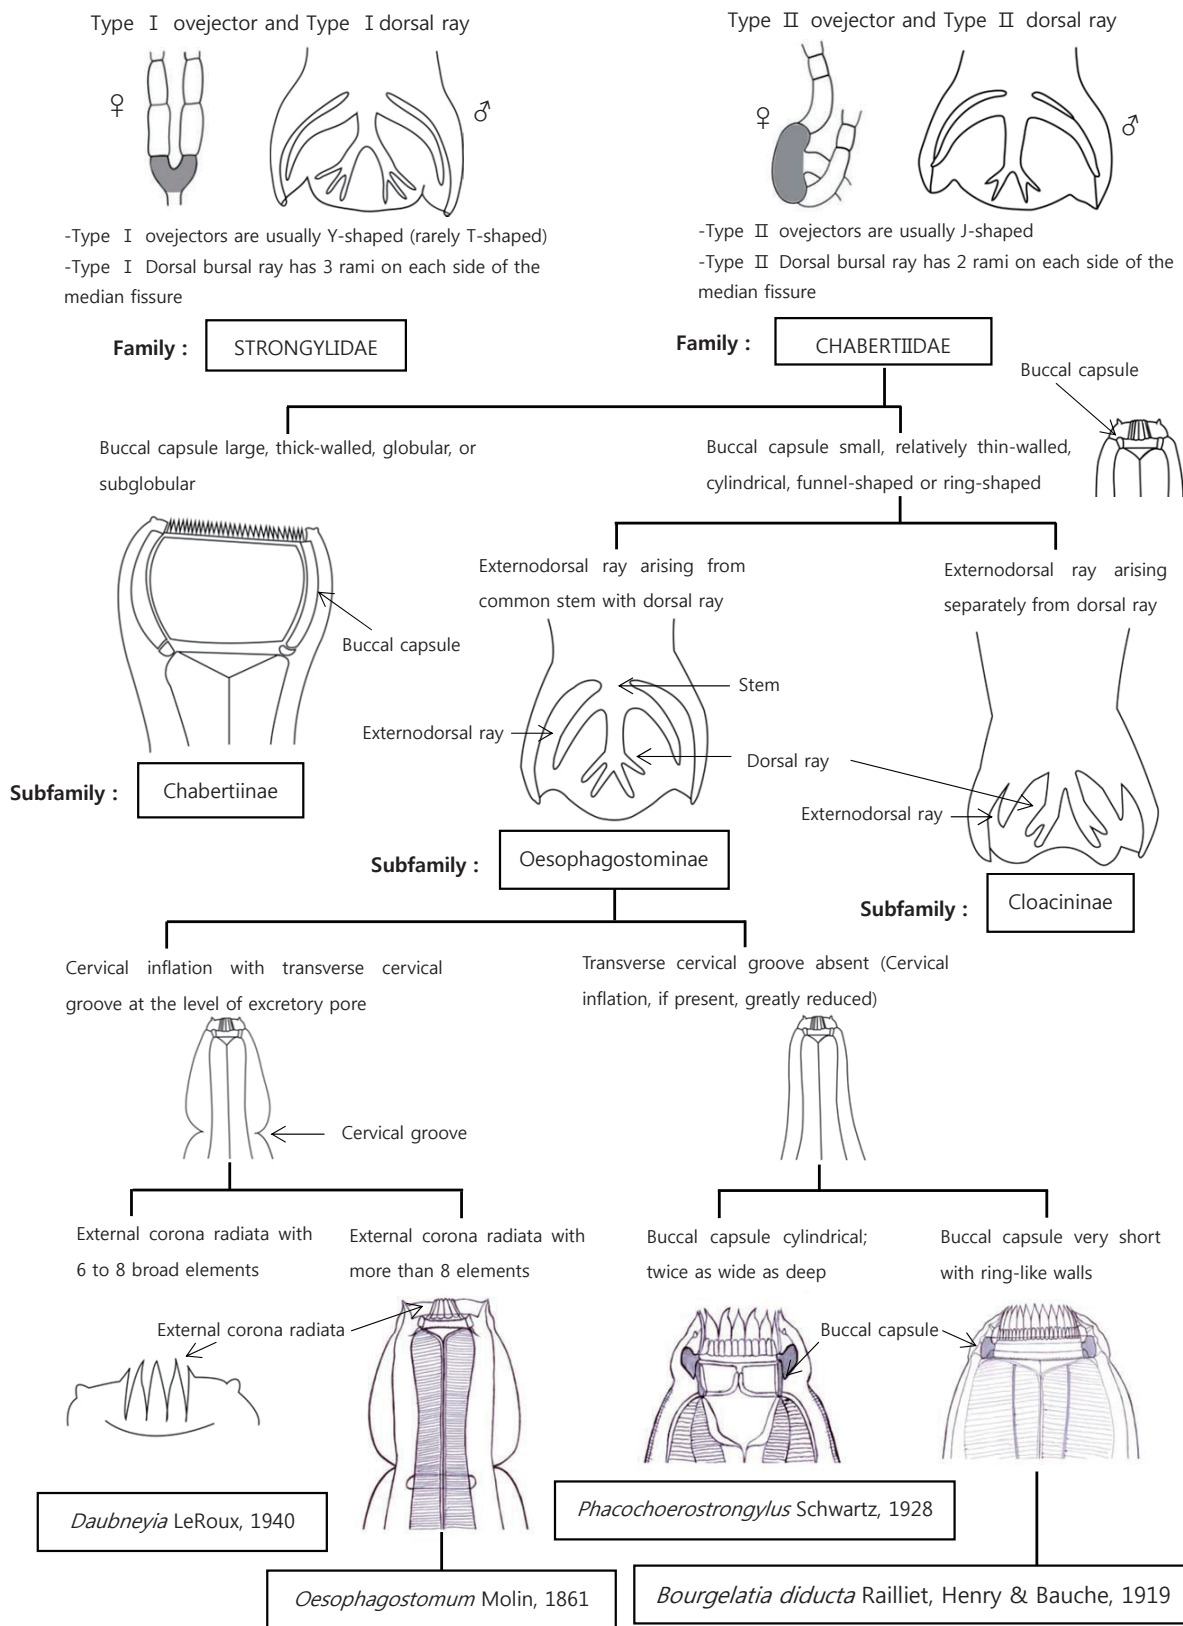 Type Ⅰ ovejector and Type Ⅰ dorsal ray
♀
♂
-Type Ⅰ ovejectors are usually Y-shaped (rarely T-shaped)
-Type Ⅰ Dorsal bursal ray has 3 rami on each side of the
median fissure
Family :
STRONGYLIDAE
Type Ⅱ ovejector and Type Ⅱ dorsal ray
♀
♂
-Type Ⅱ ovejectors are usually J-shaped
-Type Ⅱ Dorsal bursal ray has 2 rami on each side of the
median fissure
Family :
CHABERTIIDAE
Buccal capsule
Buccal capsule large, thick-walled, globular, or
subglobular
Buccal capsule
Subfamily :
Chabertiinae
Buccal capsule small, relatively thin-walled,
cylindrical, funnel-shaped or ring-shaped
Externodorsal ray arising from
common stem with dorsal ray
Stem
Externodorsal ray
Dorsal ray
Subfamily :
Oesophagostominae
Externodorsal ray arising
separately from dorsal ray
Externodorsal ray
Subfamily :
Cloacininae
Cervical inflation with transverse cervical
groove at the level of excretory pore
Cervical groove
Transverse cervical groove absent (Cervical
inflation, if present, greatly reduced)
External corona radiata with
6 to 8 broad elements
External corona radiata with
more than 8 elements
External corona radiata
Buccal capsule cylindrical;
twice as wide as deep
Buccal capsule very short
with ring-like walls
Buccal capsule
Daubneyia LeRoux, 1940
Oesophagostomum Molin, 1861
Phacochoerostrongylus Schwartz, 1928
Bourgelatia diducta Railliet, Henry & Bauche, 1919